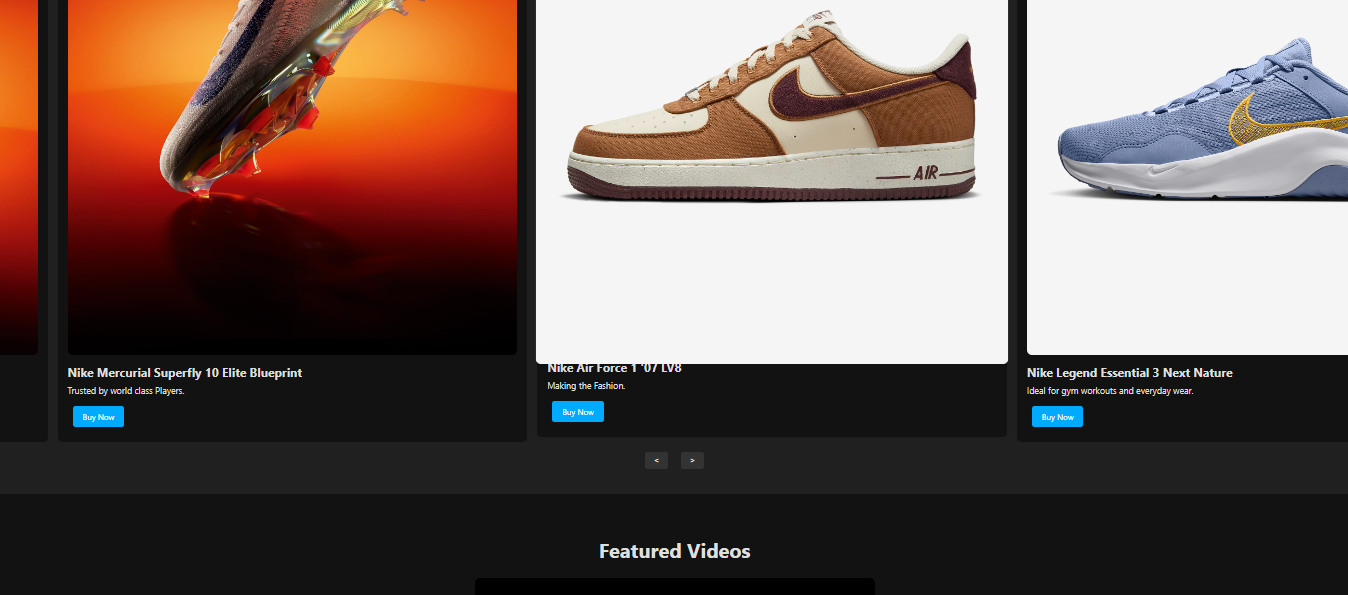 AIR
Nike Mercurial Superfly 10 Elite Blueprint
Trusted by world class Players.
Buy Now
Nike Air Force 1 '07 LV8
Making the Fashion.
Buy Now
Nike Legend Essential 3 Next Nature
Ideal for gym workouts and everyday wear.
Buy Now
< >
Featured Videos